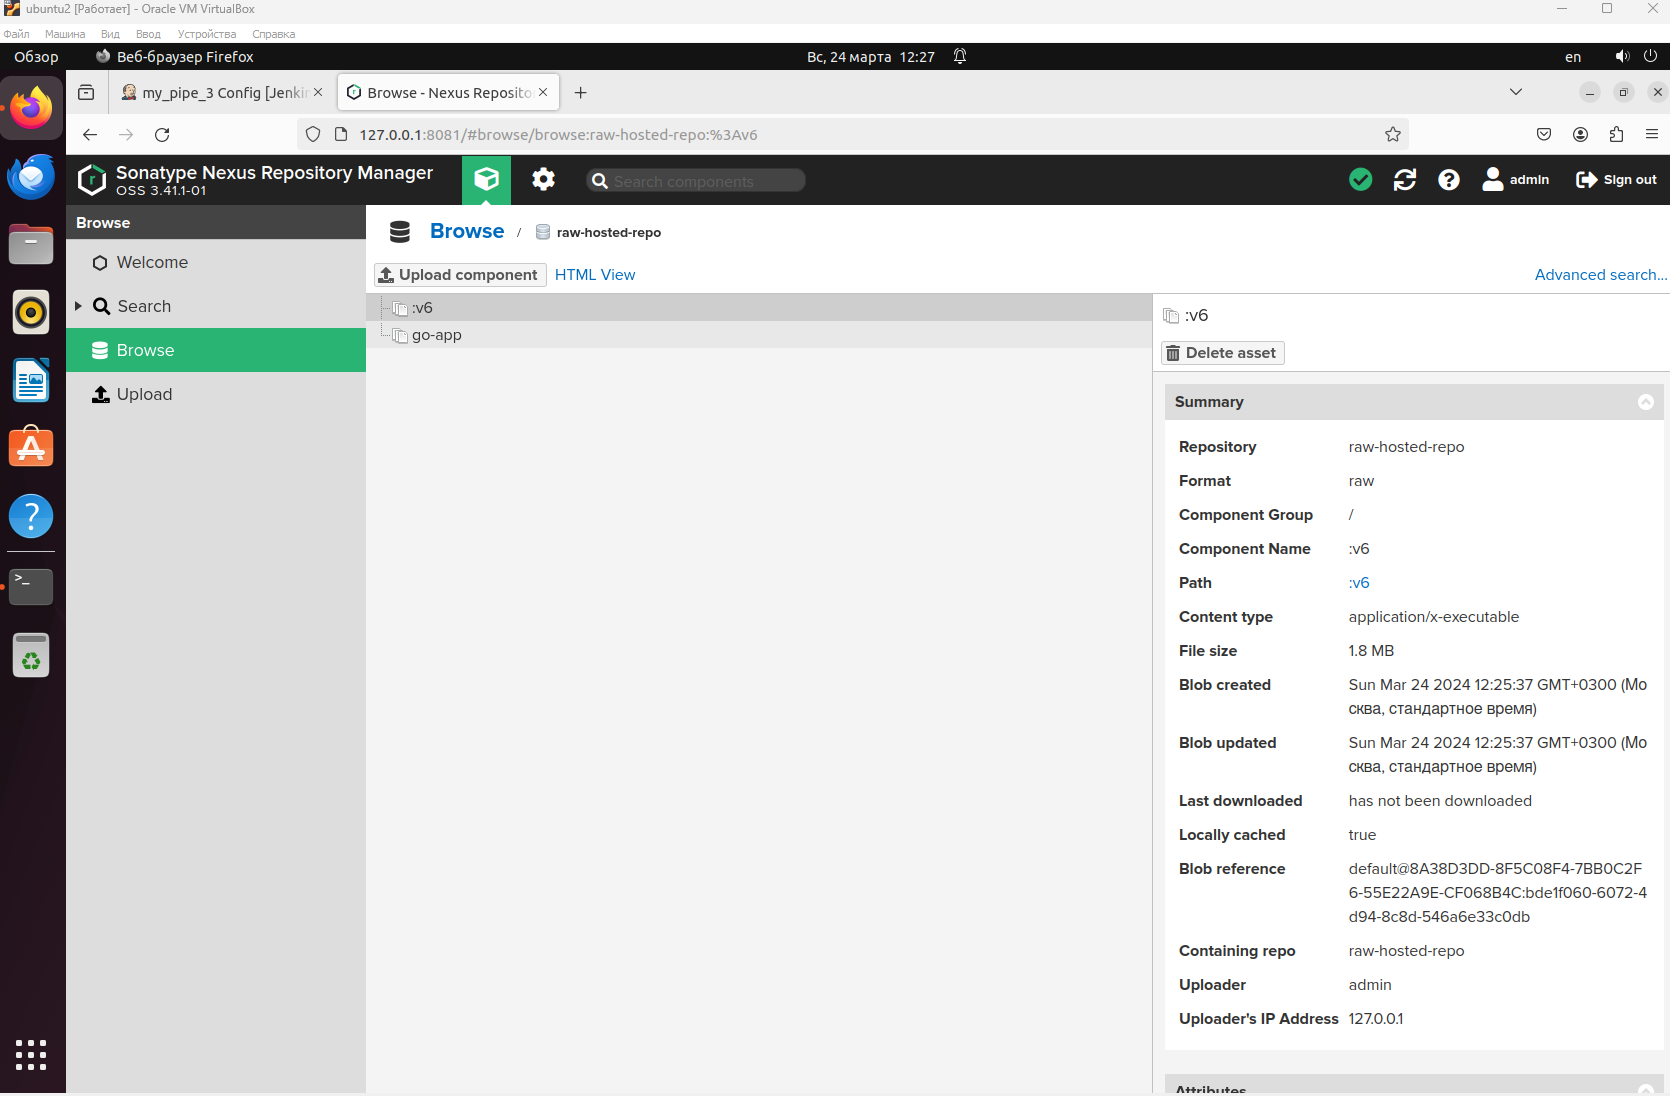 ubuntu2 [Работает] - Oracle VM VirtualBox
Файл Машина Вид Ввод Устройства Справка
Обзор Веб-браузер Firefox Вс, 24 марта 12:27 en
my_pipe_3 Config [Jenki Browse - Nexus Reposito
127.0.0.1:8081/#browse/browse:raw-hosted-repo:%3Av6
Sonatype Nexus Repository Manager
OSS 3.41.1-01
Search components
admin Sign out
Browse
Welcome
Search
Browse
Upload
Browse / raw-hosted-repo
Upload component HTML View Advanced search...
:v6
go-app
:v6
Delete asset
Summary
Repository raw-hosted-repo
Format raw
Component Group /
Component Name :v6
Path :v6
Content type application/x-executable
File size 1.8 MB
Blob created Sun Mar 24 2024 12:25:37 GMT+0300 (Мо
сква, стандартное время)
Blob updated Sun Mar 24 2024 12:25:37 GMT+0300 (Мо
сква, стандартное время)
Last downloaded has not been downloaded
Locally cached true
Blob reference default@8A38D3DD-8F5C08F4-7BB0C2F
6-55E22A9E-CF068B4C:bde1f060-6072-4
d94-8c8d-546a6e33c0db
Containing repo raw-hosted-repo
Uploader admin
Uploader's IP Address 127.0.0.1
Attributes